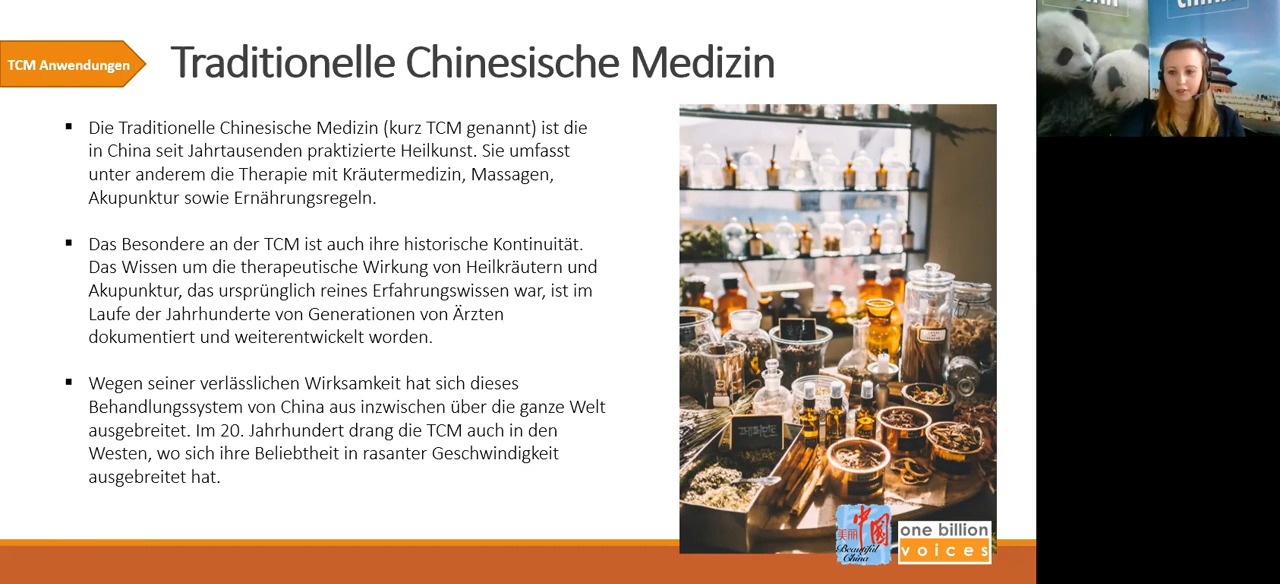 TCM Anwendungen
Traditionelle Chinesische Medizin
▪ Die Traditionelle Chinesische Medizin (kurz TCM genannt) ist die
in China seit Jahrtausenden praktizierte Heilkunst. Sie umfasst
unter anderem die Therapie mit Kräutermedizin, Massagen,
Akupunktur sowie Ernährungsregeln.
▪ Das Besondere an der TCM ist auch ihre historische Kontinuität.
Das Wissen um die therapeutische Wirkung von Heilkräutern und
Akupunktur, das ursprünglich reines Erfahrungswissen war, ist im
Laufe der Jahrhunderte von Generationen von Ärzten
dokumentiert und weiterentwickelt worden.
▪ Wegen seiner verlässlichen Wirksamkeit hat sich dieses
Behandlungssystem von China aus inzwischen über die ganze Welt
ausgebreitet. Im 20. Jahrhundert drang die TCM auch in den
Westen, wo sich ihre Beliebtheit in rasanter Geschwindigkeit
ausgebreitet hat.
美丽
中国
Beautiful
China
one billion
voices